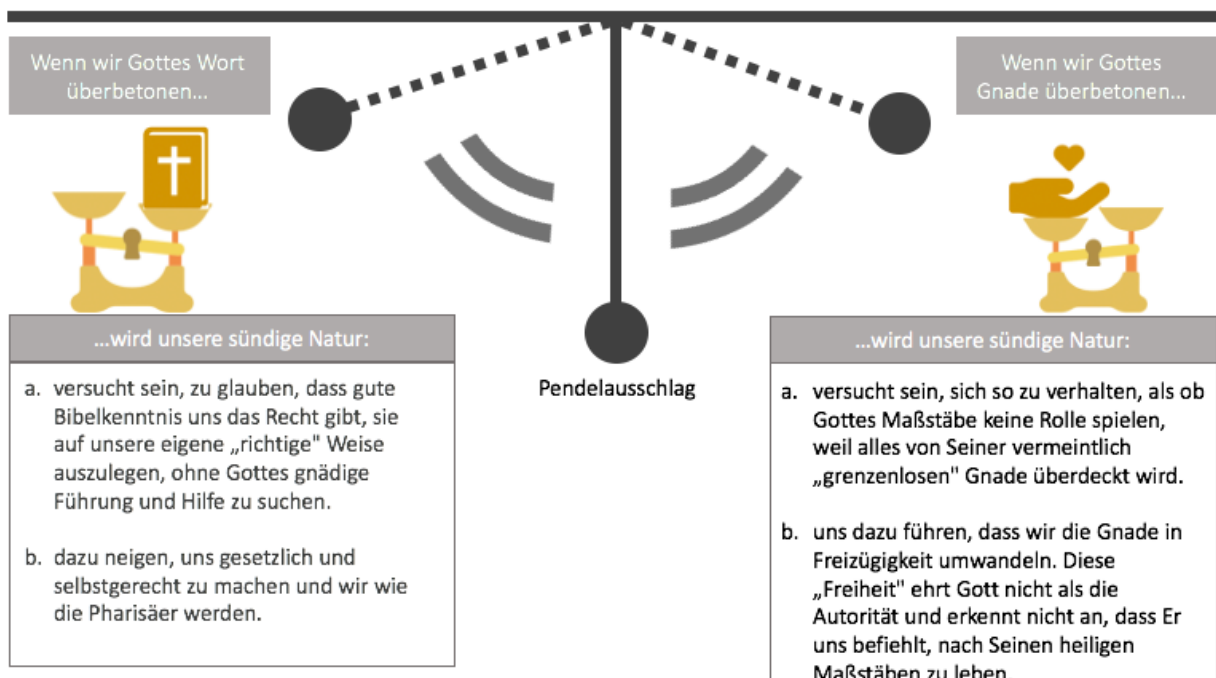 Wenn wir Gottes Wort
überbetonen...
Wenn wir Gottes
Gnade überbetonen...
...wird unsere sündige Natur:
a. versucht sein, zu glauben, dass gute
Bibelkenntnis uns das Recht gibt, sie
auf unsere eigene „richtige" Weise
auszulegen, ohne Gottes gnädige
Führung und Hilfe zu suchen.
b. dazu neigen, uns gesetzlich und
selbstgerecht zu machen und wir wie
die Pharisäer werden.
Pendelausschlag
...wird unsere sündige Natur:
a. versucht sein, sich so zu verhalten, als ob
Gottes Maßstäbe keine Rolle spielen,
weil alles von Seiner vermeintlich
„grenzenlosen" Gnade überdeckt wird.
b. uns dazu führen, dass wir die Gnade in
Freizügigkeit umwandeln. Diese
„Freiheit" ehrt Gott nicht als die
Autorität und erkennt nicht an, dass Er
uns befiehlt, nach Seinen heiligen
Maßstäben zu leben.